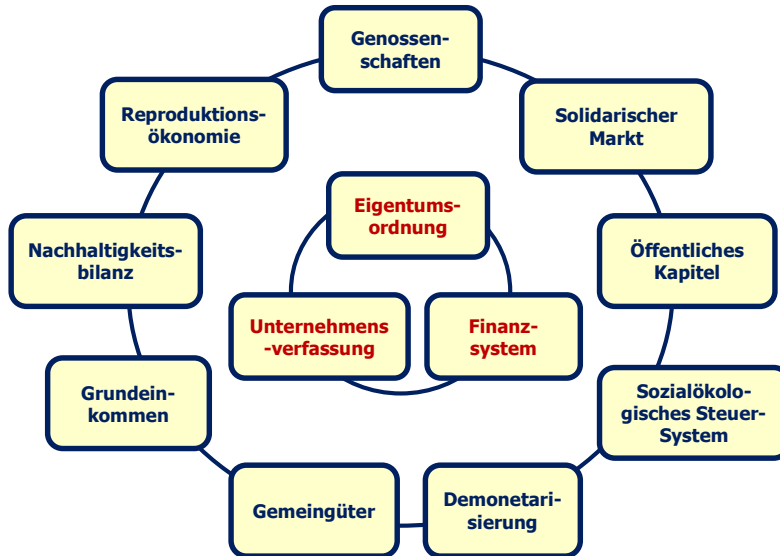 Genossen-
schaften
Reproduktions-
ökonomie
Solidarischer
Markt
Eigentums-
ordnung
Nachhaltigkeits-
bilanz
Öffentliches
Kapitel
Unternehmens
-verfassung
Finanz-
system
Grundein-
kommen
Sozialökolo-
gisches Steuer-
System
Gemeingüter
Demonetari-
sierung